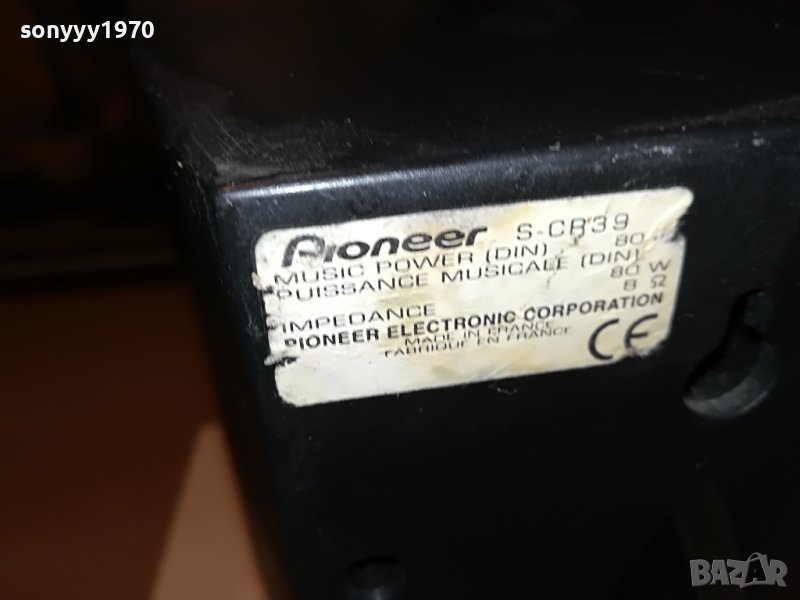 sonyyy1970
Pioneer S-CR39
MUSIC POWER (DIN) 80
PUISSANCE MUSICALE (DIN) 80 W
IMPEDANCE 8 Ω
PIONEER ELECTRONIC CORPORATION
MADE IN FRANCE
FABRIQUE EN FRANCE
CE
BAZAR